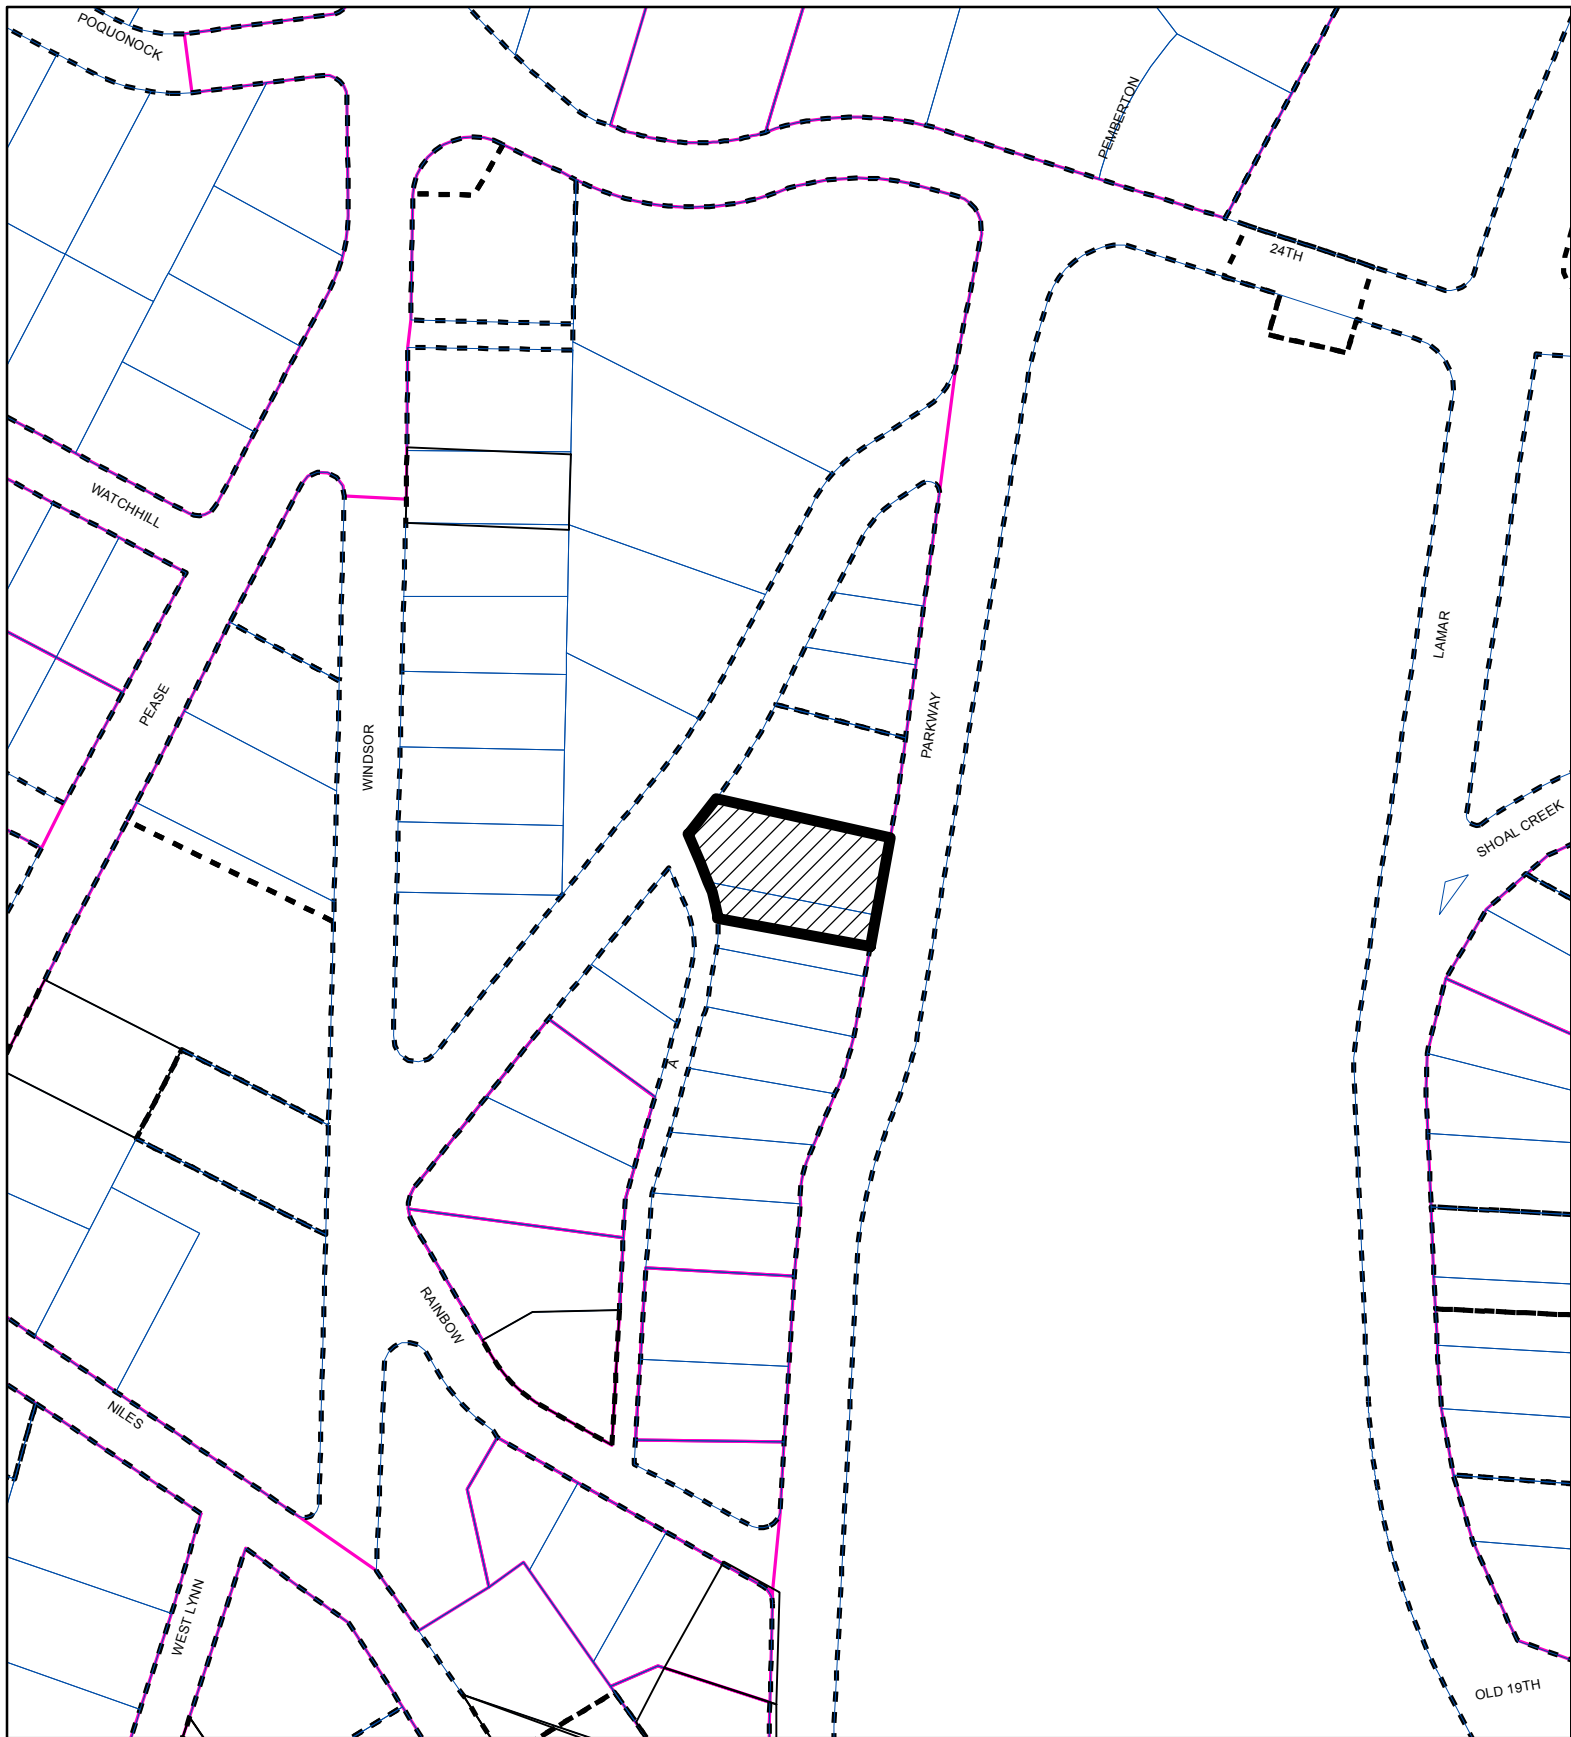 POQUONOCK
PEMBERTON
24TH
WATCHHILL
LAMAR
PEASE
PARKWAY
WINDSOR
SHOAL CREEK
A
RAINBOW
NILES
WEST LYNN
OLD 19TH